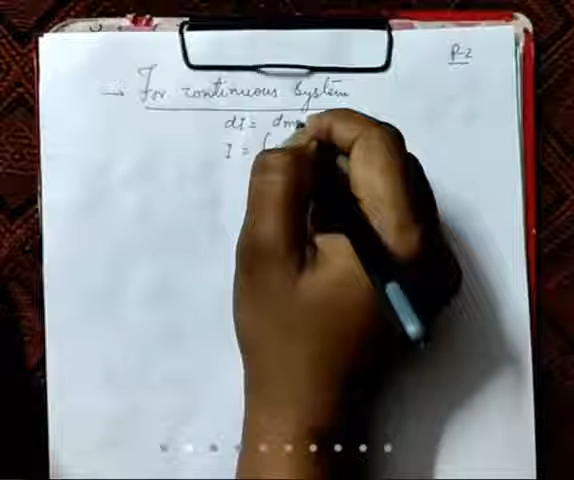 P-2
→ For continuous System
dI = dm
I =